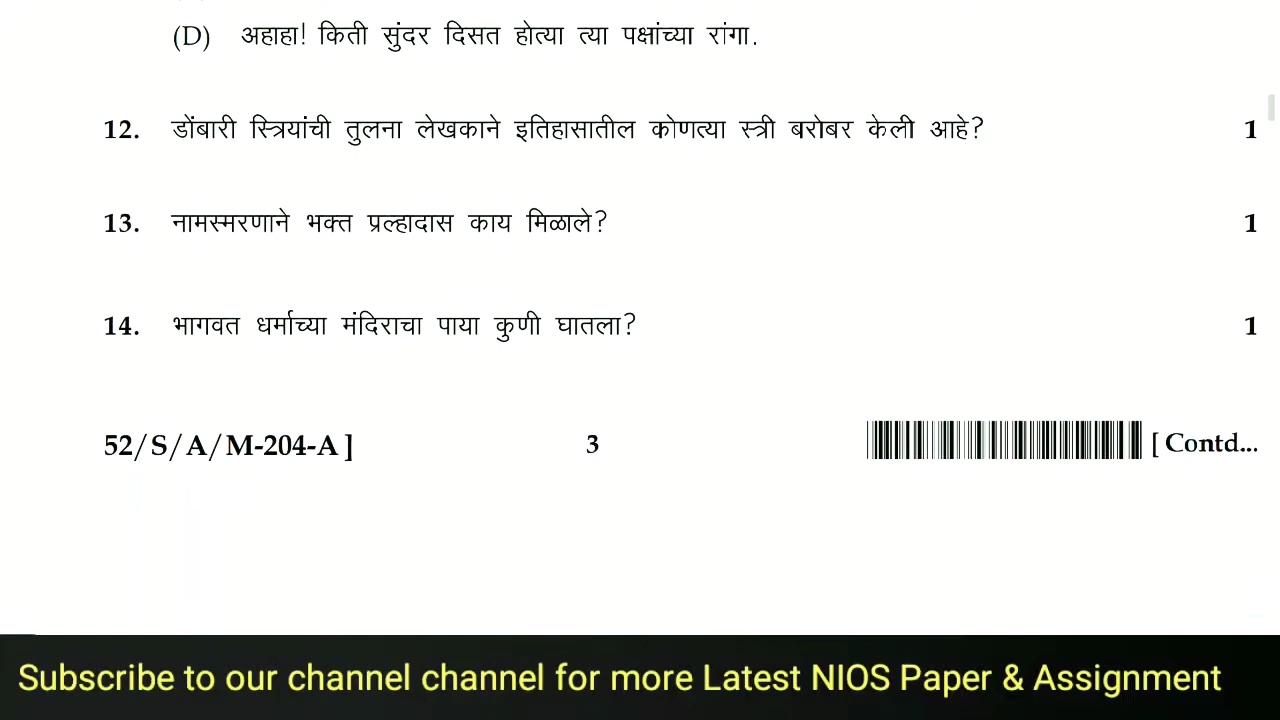 (D) अहाहा! किती सुंदर दिसत होत्या त्या पक्षांच्या रांगा.
12. डोंबारी स्त्रियांची तुलना लेखकाने इतिहासातील कोणत्या स्त्री बरोबर केली आहे? 1
13. नामस्मरणाने भक्त प्रल्हादास काय मिळाले? 1
14. भागवत धर्माच्या मंदिराचा पाया कुणी घातला? 1
52/S/A/M-204-A ] 3 [ Contd...
Subscribe to our channel channel for more Latest NIOS Paper & Assignment